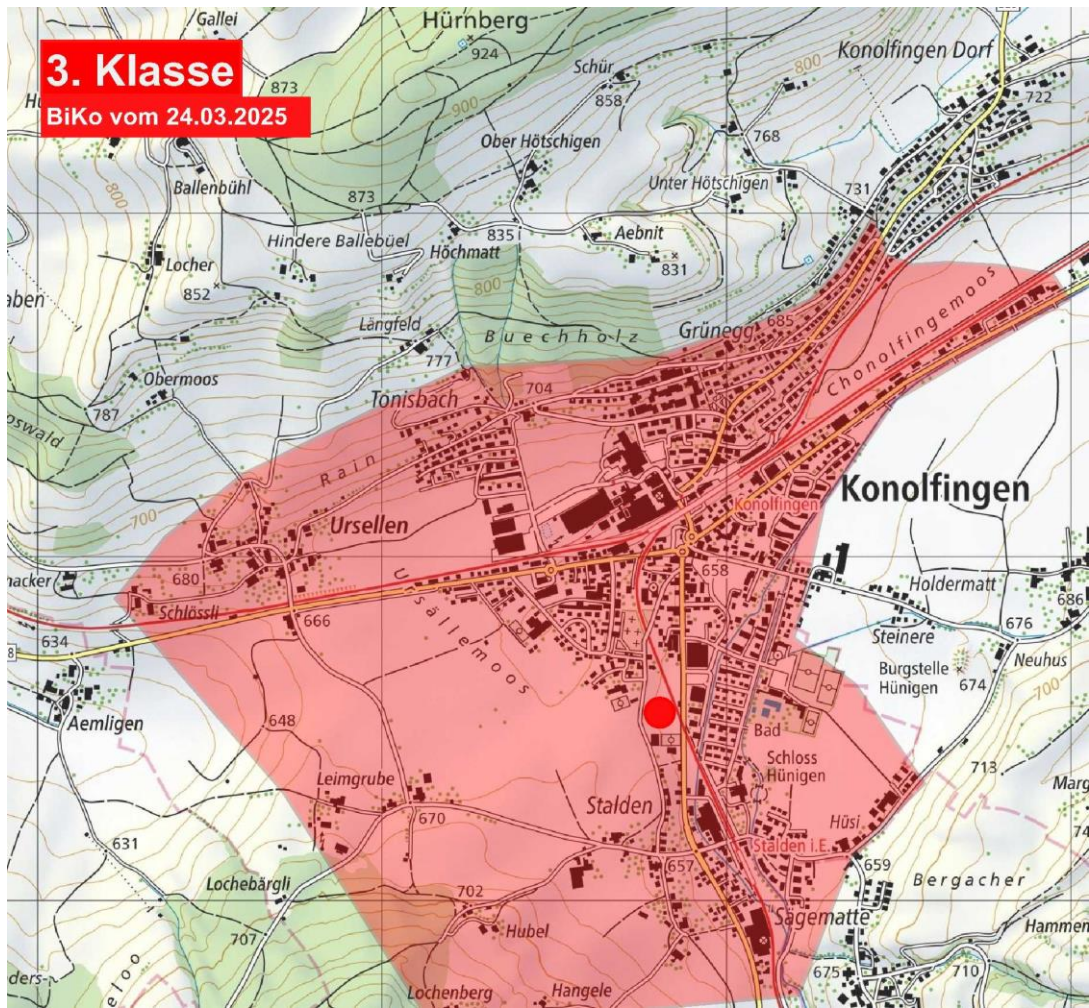 Gallei
Hürnberg
924
3. Klasse
BiKo vom 24.03.2025
873
Schür
858
Konolfingen Dorf
800
722
900
Ober Hötschigen
768
Ballenbühl
800
Unter Hötschigen
731
873
Hindere Ballebüel
Höchmatt
835
Aebnit
831
Locher
852
800
Längfeld
Buechholz
Grünegg
685
Chonolfingemoos
777
Obermoos
787
Tonisbach
704
Rain
700
Konolfingen
Konolfingen
Ursellen
680
Ursällemoos
658
Holdermatt
686
Schlössli
666
634
Steinere
676
Neuhus
Burgstelle
Hünigen
674
700
Aemligen
648
Bad
Schloss
Hünigen
713
Leimgrube
670
Stalden
Hüsi
631
657
Stalden i.E.
659
Lochebärgli
702
Bergacher
707
Hubel
Sägematte
675
710
Lochenberg
Hangele